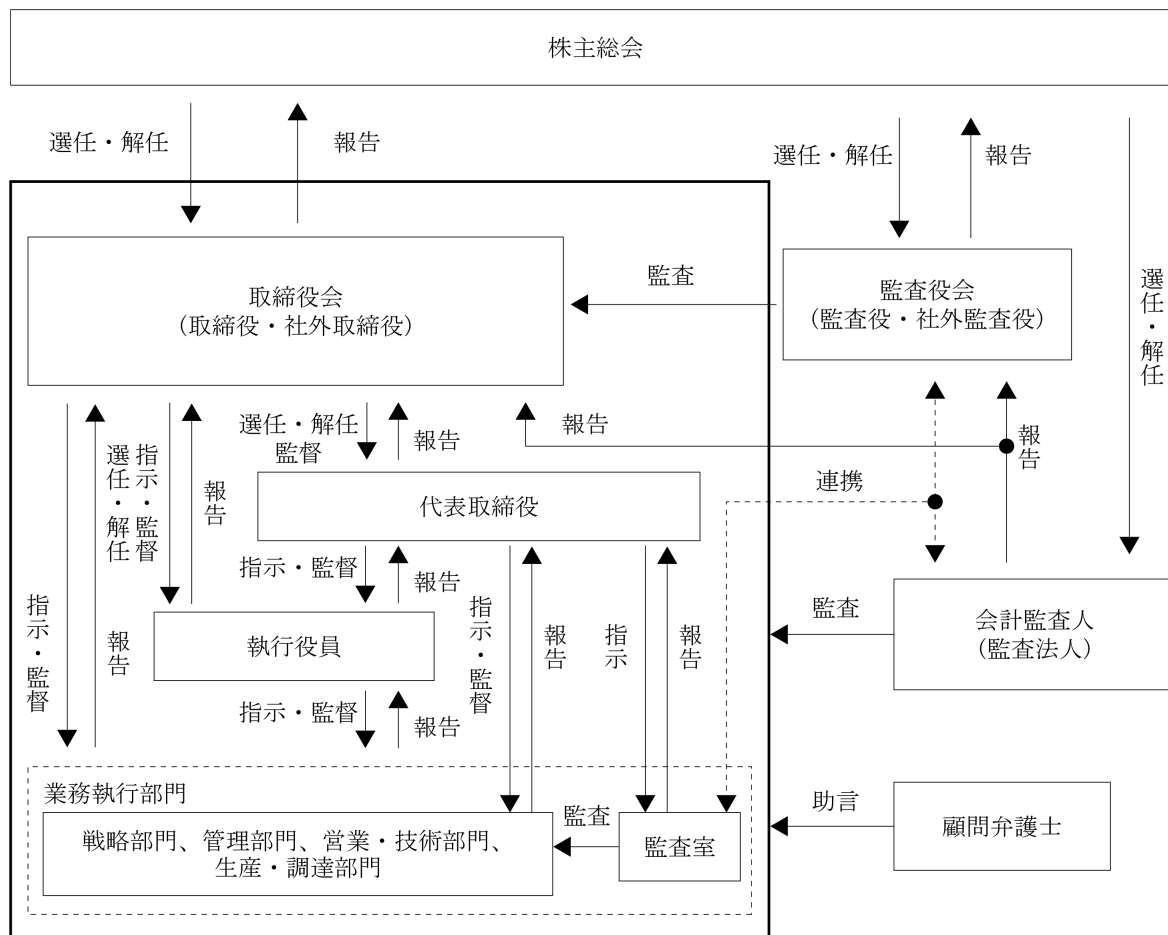 株主総会
選任・解任
報告
選任・解任
報告
選任・解任
取締役会
（取締役・社外取締役）
監査
監査役会
（監査役・社外監査役）
選任・解任
監督
報告
報告
報告
指示・監督
選任・解任
報告
連携
代表取締役
指示・監督
報告
指示・監督
報告
執行役員
指示・監督
報告
指示
報告
監査
会計監査人
（監査法人）
指示・監督
報告
業務執行部門
戦略部門、管理部門、営業・技術部門、
生産・調達部門
監査
監査室
助言
顧問弁護士